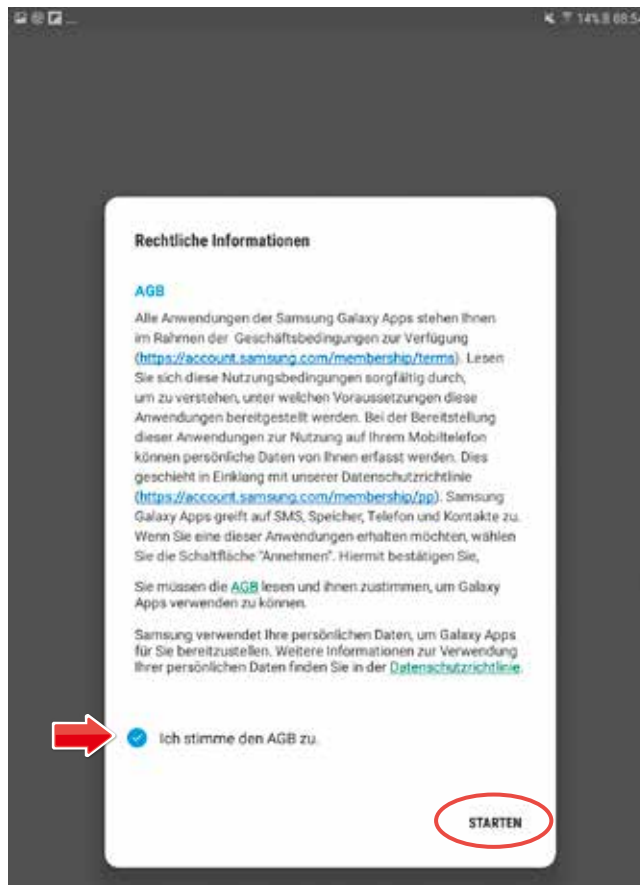 14% 08:54
Rechtliche Informationen
AGB
Alle Anwendungen der Samsung Galaxy Apps stehen Ihnen
im Rahmen der Geschäftsbedingungen zur Verfügung
(https://account.samsung.com/membership/terms). Lesen
Sie sich diese Nutzungsbedingungen sorgfältig durch,
um zu verstehen, unter welchen Voraussetzungen diese
Anwendungen bereitgestellt werden. Bei der Bereitstellung
dieser Anwendungen zur Nutzung auf Ihrem Mobiltelefon
können persönliche Daten von Ihnen erfasst werden. Dies
geschieht in Einklang mit unserer Datenschutzrichtlinie
(https://account.samsung.com/membership/pp). Samsung
Galaxy Apps greift auf SMS, Speicher, Telefon und Kontakte zu.
Wenn Sie eine dieser Anwendungen erhalten möchten, wählen
Sie die Schaltfläche "Annehmen". Hiermit bestätigen Sie,
Sie müssen die AGB lesen und ihnen zustimmen, um Galaxy
Apps verwenden zu können.
Samsung verwendet Ihre persönlichen Daten, um Galaxy Apps
für Sie bereitzustellen. Weitere Informationen zur Verwendung
Ihrer persönlichen Daten finden Sie in der Datenschutzrichtlinie.
Ich stimme den AGB zu.
STARTEN